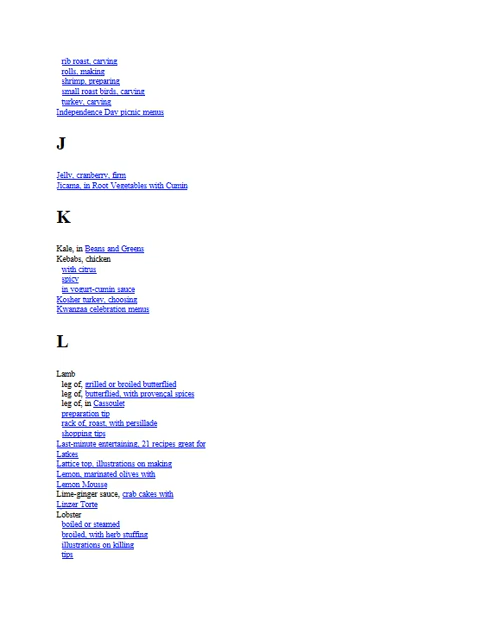 rib roast, carving
rolls, making
shrimp, preparing
small roast birds, carving
turkey, carving
Independence Day picnic menus
J
Jelly, cranberry, firm
Jicama, in Root Vegetables with Cumin
K
Kale, in Beans and Greens
Kebabs, chicken
with citrus
spicy
in yogurt-cumin sauce
Kosher turkey, choosing
Kwanzaa celebration menus
L
Lamb
leg of, grilled or broiled butterflied
leg of, butterflied, with provençal spices
leg of, in Cassoulet
preparation tip
rack of, roast, with persillade
shopping tips
Last-minute entertaining, 21 recipes great for
Latkes
Lattice top, illustrations on making
Lemon, marinated olives with
Lemon Mousse
Lime-ginger sauce, crab cakes with
Linzer Torte
Lobster
boiled or steamed
broiled, with herb stuffing
illustrations on killing
tips